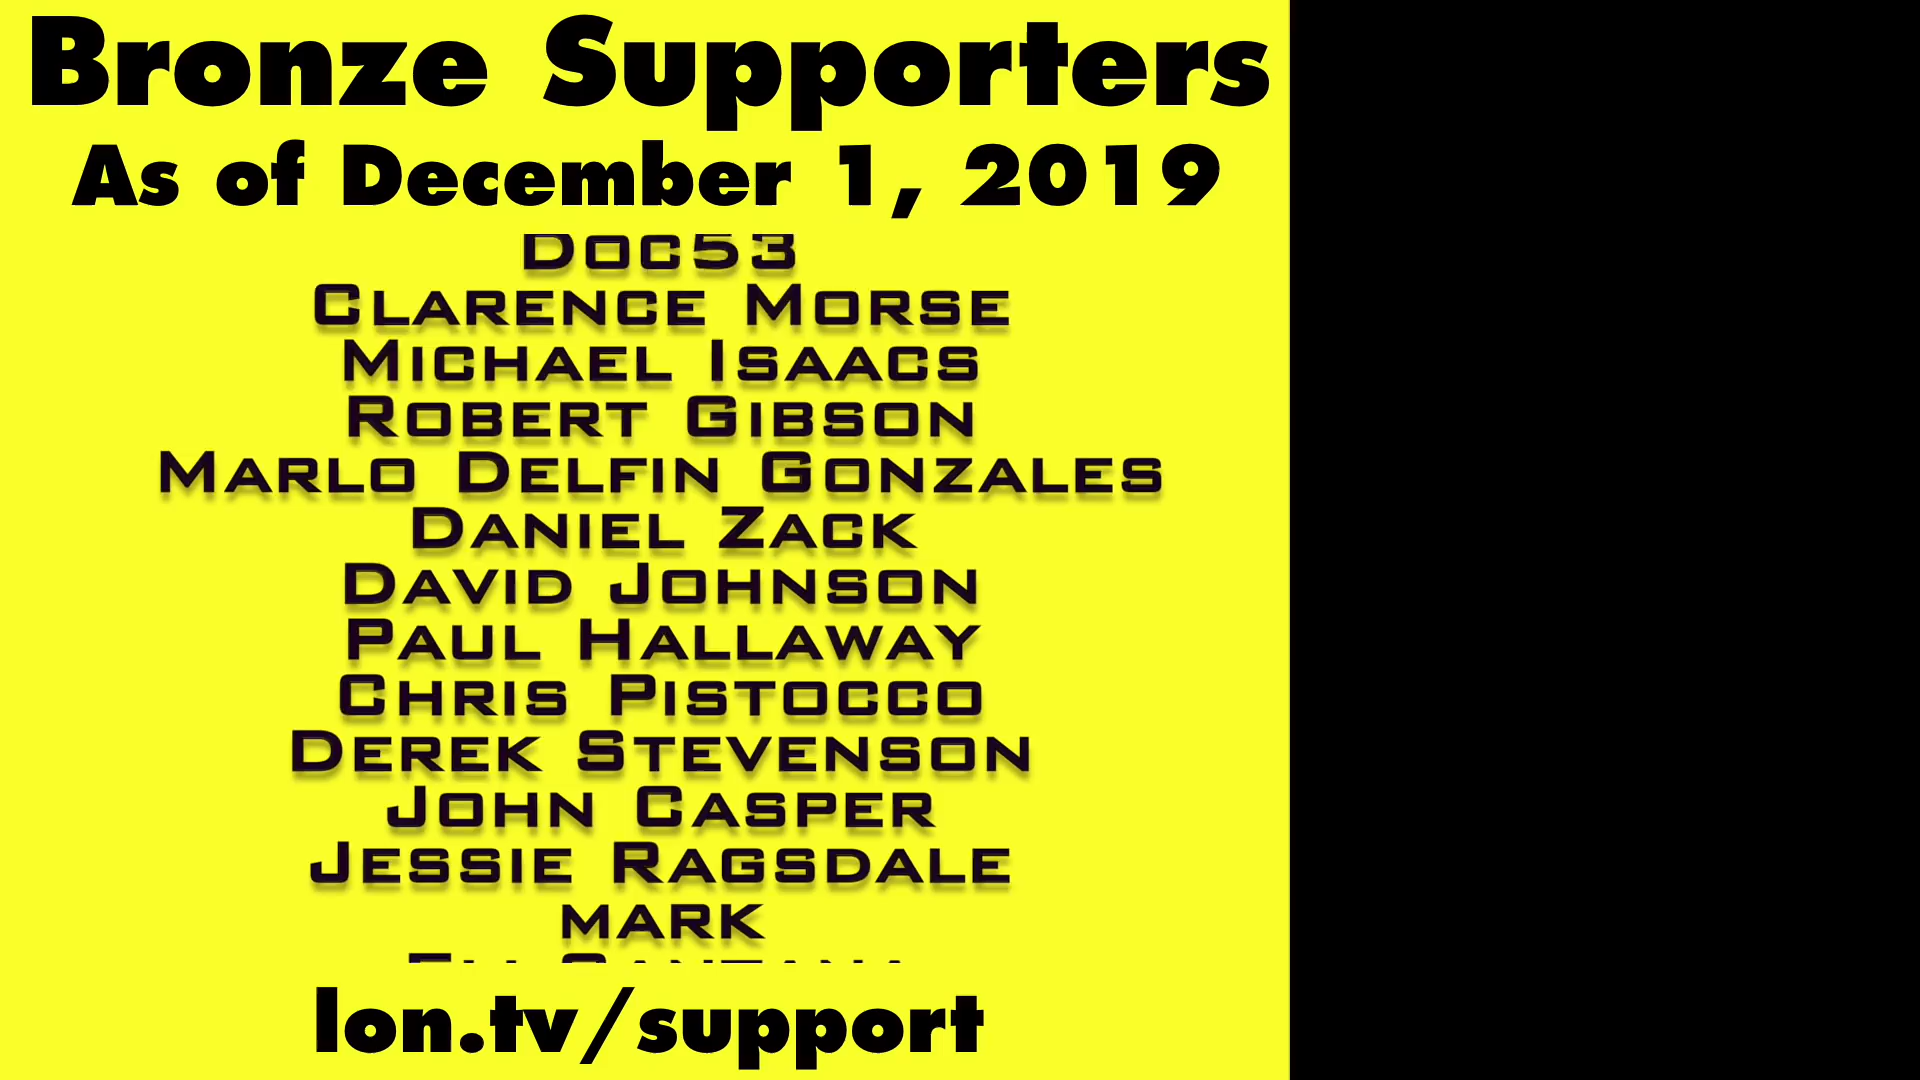 Bronze Supporters
As of December 1, 2019
Doc53
Clarence Morse
Michael Isaacs
Robert Gibson
Marlo Delfin Gonzales
Daniel Zack
David Johnson
Paul Hallaway
Chris Pistocco
Derek Stevenson
John Casper
Jessie Ragsdale
mark
lon.tv/support